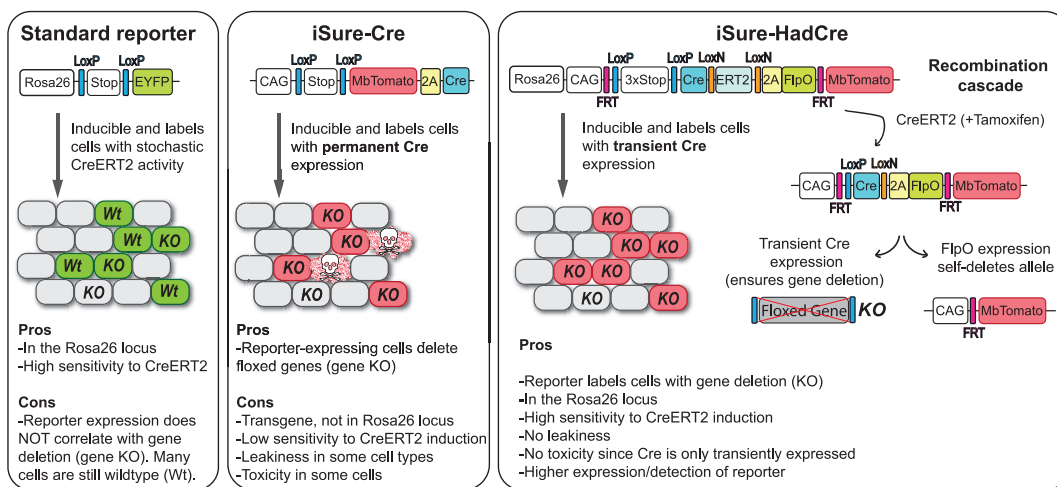 Standard reporter
LoxP
LoxP
Rosa26
Stop
EYFP
Inducible and labels
cells with stochastic
CreERT2 activity
Wt
Wt
KO
Wt
KO
KO
Wt
Pros
-In the Rosa26 locus
-High sensitivity to CreERT2
Cons
-Reporter expression does
NOT correlate with gene
deletion (gene KO). Many
cells are still wildtype (Wt).
iSure-Cre
LoxP
LoxP
CAG
Stop
MbTomato
2A
Cre
Inducible and labels cells
with permanent Cre
expression
KO
KO
KO
KO
KO
Pros
-Reporter-expressing cells delete
floxed genes (gene KO)
Cons
-Transgene, not in Rosa26 locus
-Low sensitivity to CreERT2 induction
-Leakiness in some cell types
-Toxicity in some cells
iSure-HadCre
LoxP
LoxP
LoxN
LoxN
Rosa26
CAG
3xStop
Cre
ERT2
2A
FlpO
MbTomato
FRT
FRT
Recombination
cascade
Inducible and labels cells
with transient Cre
expression
CreERT2 (+Tamoxifen)
LoxP
LoxN
CAG
Cre
2A
FlpO
MbTomato
FRT
FRT
KO
KO
KO
KO
KO
KO
KO
Transient Cre
expression
(ensures gene deletion)
FlpO expression
self-deletes allele
Floxed Gene
KO
CAG
MbTomato
FRT
Pros
-Reporter labels cells with gene deletion (KO)
-In the Rosa26 locus
-High sensitivity to CreERT2 induction
-No leakiness
-No toxicity since Cre is only transiently expressed
-Higher expression/detection of reporter